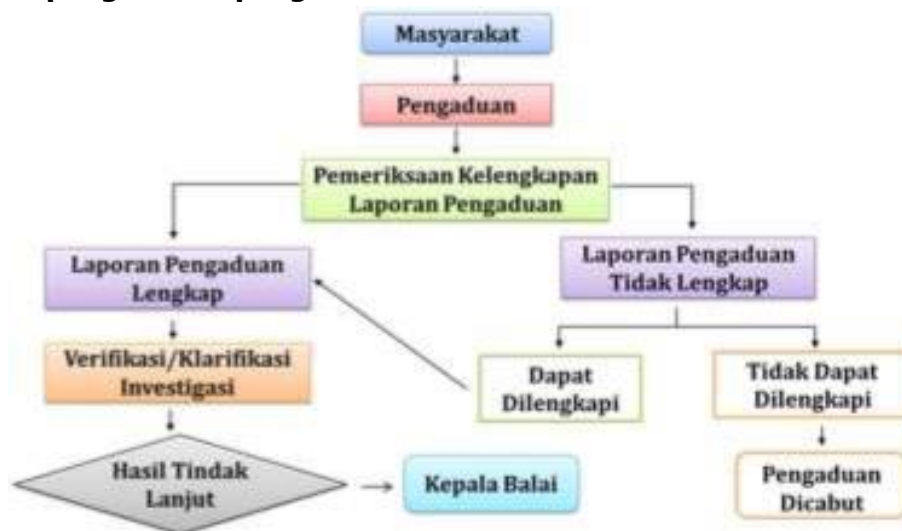 Masyarakat
Pengaduan
Pemeriksaan Kelengkapan
Laporan Pengaduan
Laporan Pengaduan
Lengkap
Laporan Pengaduan
Tidak Lengkap
Verifikasi/Klarifikasi
Investigasi
Dapat
Dilengkapi
Tidak Dapat
Dilengkapi
Hasil Tindak
Lanjut
Kepala Balai
Pengaduan
Dicabut